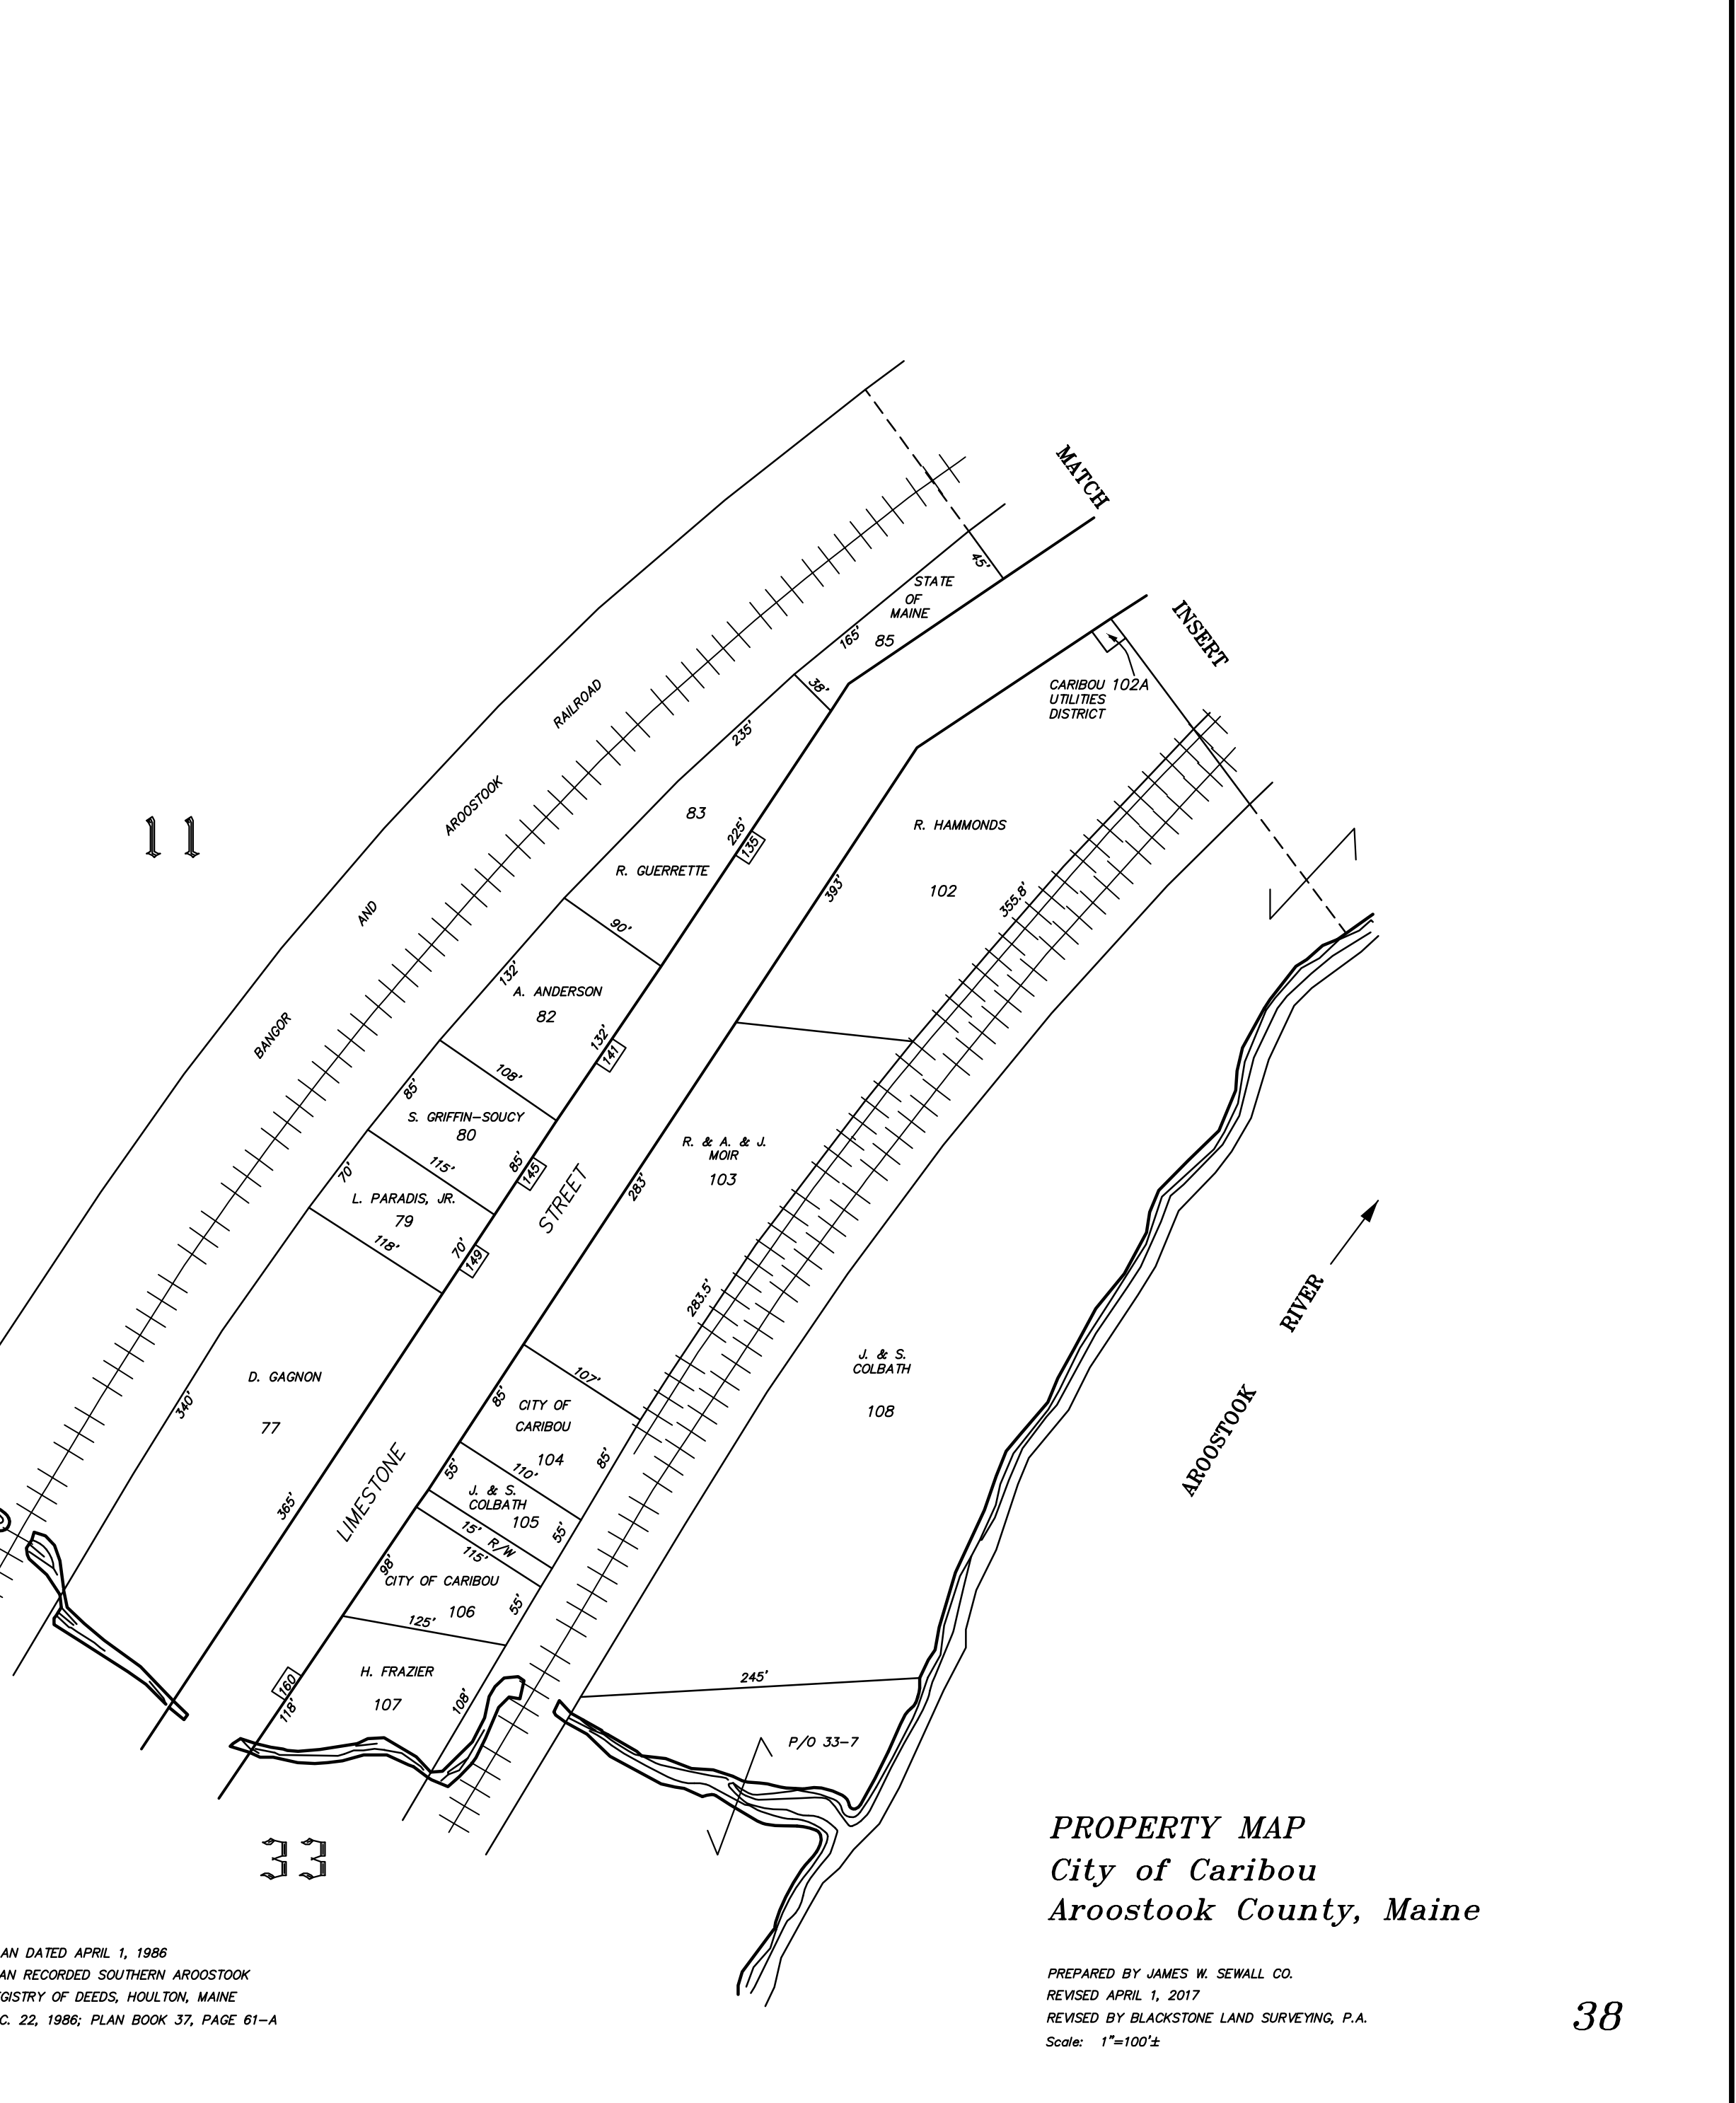 MATCH
45'
STATE
OF
MAINE
85
165'
38'
INSERT
CARIBOU 102A
UTILITIES
DISTRICT
RAILROAD
AROOSTOOK
AND
BANGOR
11
235'
83
225'
135
R. GUERRETTE
90'
R. HAMMONDS
102
393'
355.8'
132'
A. ANDERSON
82
132'
141
108'
85'
S. GRIFFIN-SOUCY
80
85'
145
115'
70'
L. PARADIS, JR.
79
70'
149
118'
STREET
R. & A. & J.
MOIR
103
283'
283.5'
J. & S.
COLBATH
108
RIVER
AROOSTOOK
D. GAGNON
77
340'
365'
LIMESTONE
107'
85'
CITY OF
CARIBOU
104
85'
110'
55'
J. & S.
COLBATH
105
55'
15' R/W
115'
98'
CITY OF CARIBOU
106
55'
125'
H. FRAZIER
107
160
118'
108'
245'
P/O 33-7
33
PROPERTY MAP
City of Caribou
Aroostook County, Maine
AN DATED APRIL 1, 1986
AN RECORDED SOUTHERN AROOSTOOK
GISTRY OF DEEDS, HOULTON, MAINE
C. 22, 1986; PLAN BOOK 37, PAGE 61-A
PREPARED BY JAMES W. SEWALL CO.
REVISED APRIL 1, 2017
REVISED BY BLACKSTONE LAND SURVEYING, P.A.
Scale: 1"=100'±
38